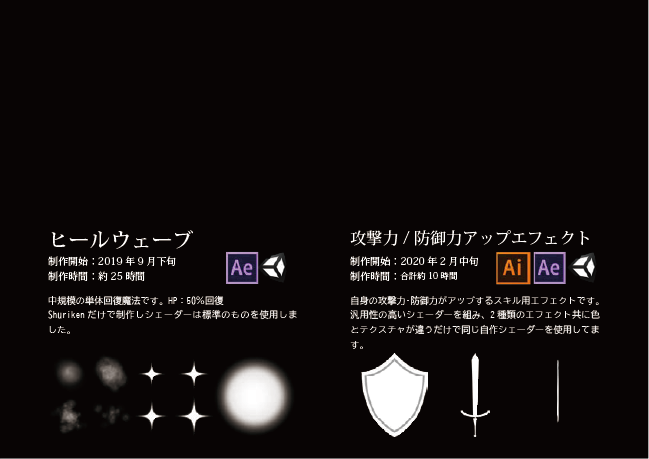 ヒールウェーブ
制作開始：2019 年 9 月下旬
制作時間：約 25 時間
Ae
中規模の単体回復魔法です。HP：60％回復
Shuriken だけで制作しシェーダーは標準のものを使用しま
した。
攻撃力 / 防御力アップエフェクト
制作開始：2020 年 2 月中旬
制作時間：合計約 10 時間
Ai Ae
自身の攻撃力･防御力がアップするスキル用エフェクトです。
汎用性の高いシェーダーを組み、2 種類のエフェクト共に色
とテクスチャが違うだけで同じ自作シェーダーを使用してま
す。